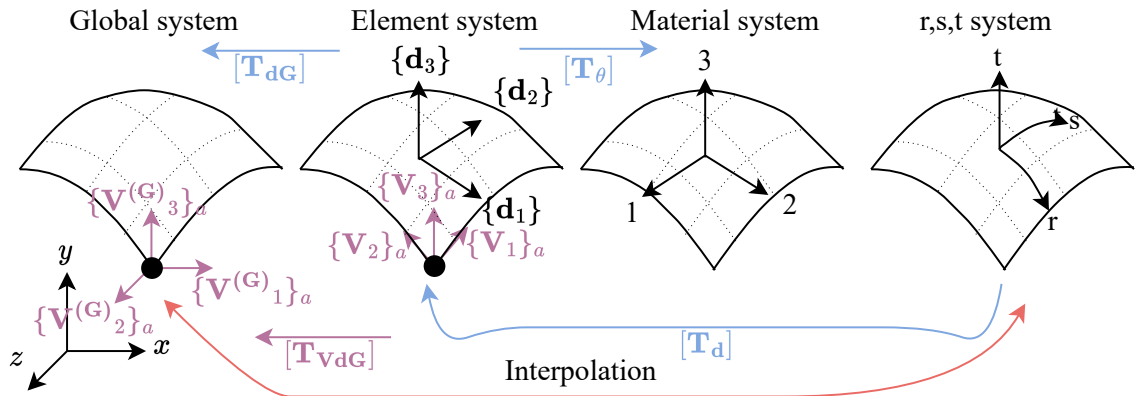 Global system
Element system
Material system
r,s,t system
[T_dG]
[T_θ]
{d_3}
{d_2}
{d_1}
3
1
2
t
s
r
{V^(G)_3}_a
{V_3}_a
{V_2}_a
{V_1}_a
{V^(G)_1}_a
{V^(G)_2}_a
y
x
z
[T_VdG]
[T_d]
Interpolation